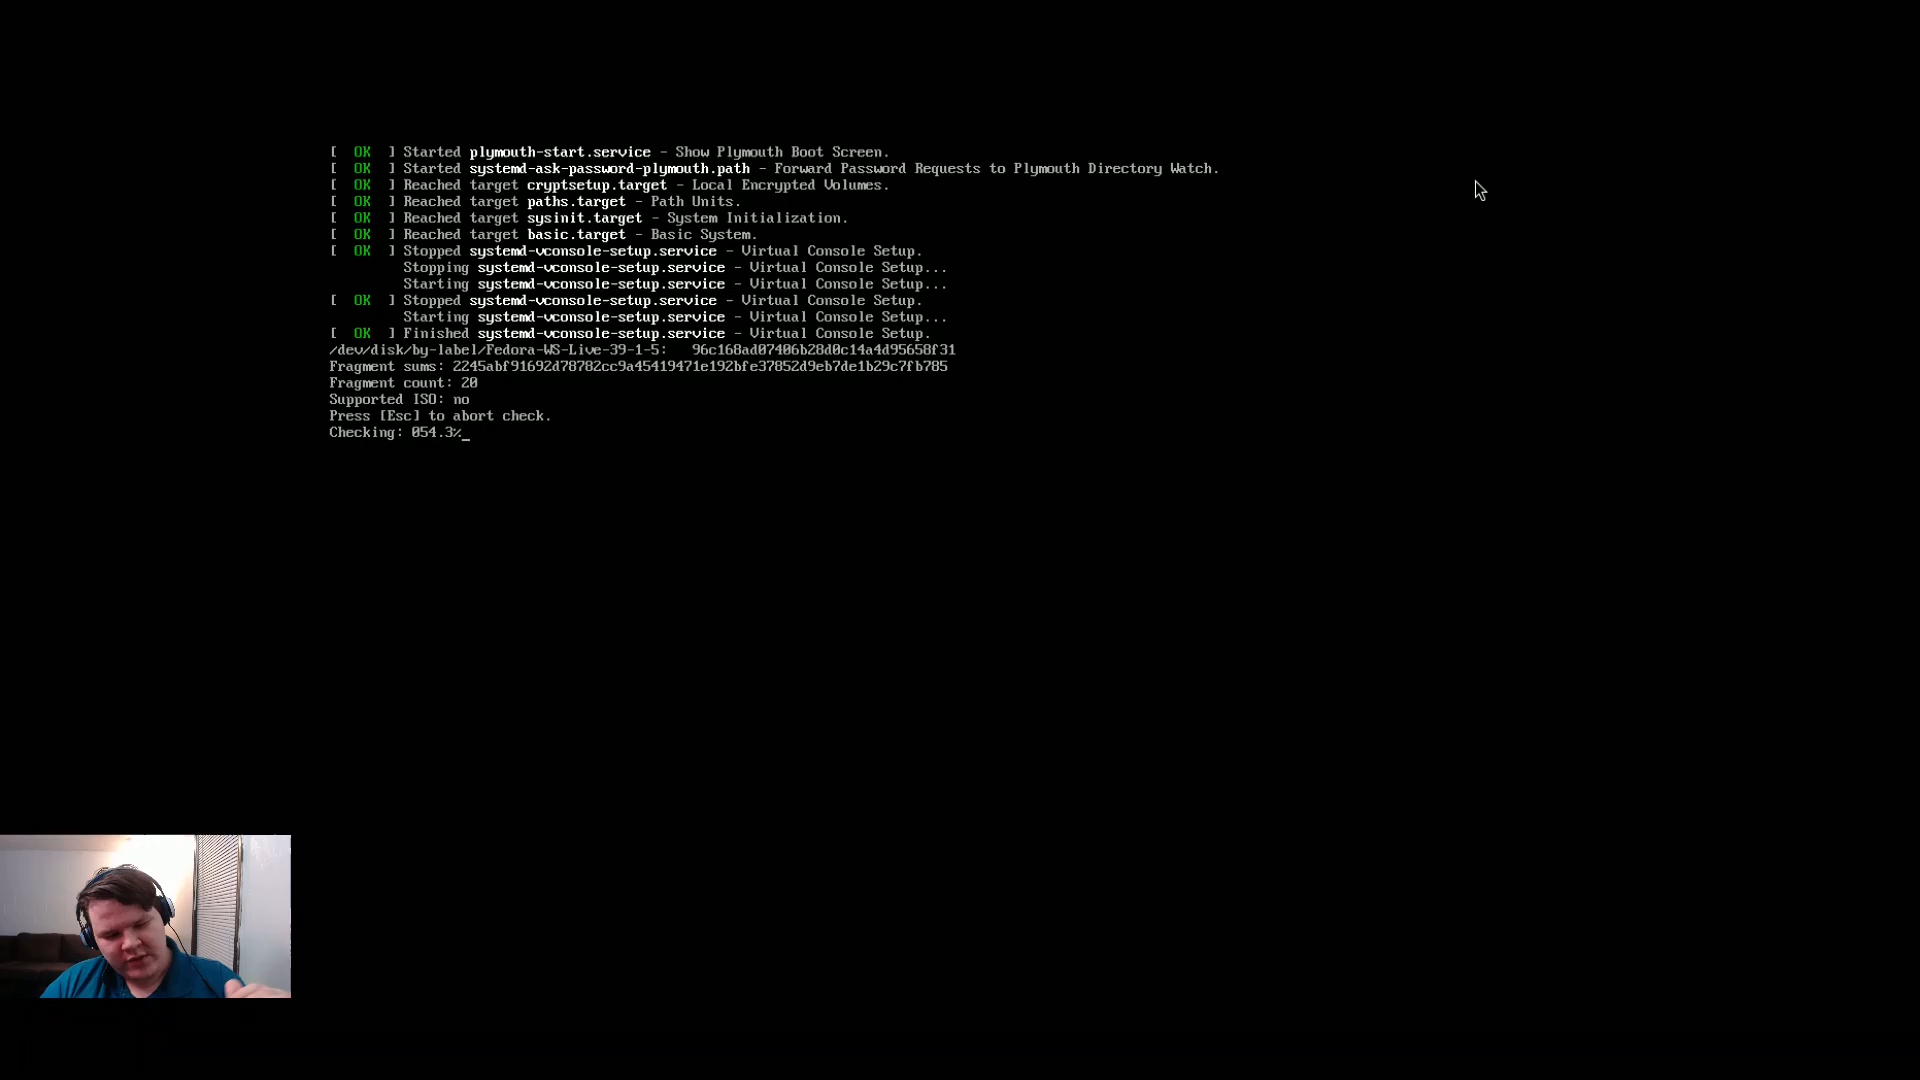 [  OK  ] Started plymouth-start.service - Show Plymouth Boot Screen.
[  OK  ] Started systemd-ask-password-plymouth.path - Forward Password Requests to Plymouth Directory Watch.
[  OK  ] Reached target cryptsetup.target - Local Encrypted Volumes.
[  OK  ] Reached target paths.target - Path Units.
[  OK  ] Reached target sysinit.target - System Initialization.
[  OK  ] Reached target basic.target - Basic System.
[  OK  ] Stopped systemd-vconsole-setup.service - Virtual Console Setup.
         Stopping systemd-vconsole-setup.service - Virtual Console Setup...
         Starting systemd-vconsole-setup.service - Virtual Console Setup...
[  OK  ] Stopped systemd-vconsole-setup.service - Virtual Console Setup.
         Starting systemd-vconsole-setup.service - Virtual Console Setup...
[  OK  ] Finished systemd-vconsole-setup.service - Virtual Console Setup.
/dev/disk/by-label/Fedora-WS-Live-39-1-5:   96c168ad07406b28d0c14a4d95658f31
Fragment sums: 2245abf91692d78782cc9a45419471e192bfe37852d9eb7de1b29c7fb785
Fragment count: 20
Supported ISO: no
Press [Esc] to abort check.
Checking: 054.3%_